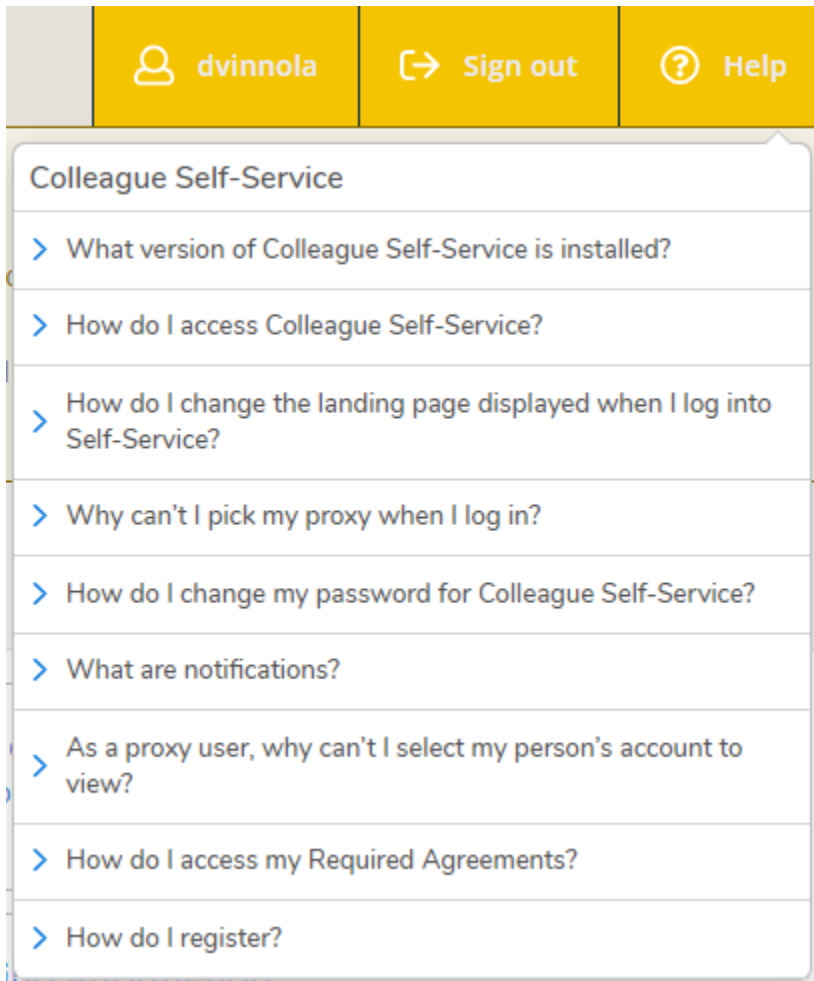 dvinnola
Sign out
Help
Colleague Self-Service
What version of Colleague Self-Service is installed?
How do I access Colleague Self-Service?
How do I change the landing page displayed when I log into
Self-Service?
Why can't I pick my proxy when I log in?
How do I change my password for Colleague Self-Service?
What are notifications?
As a proxy user, why can't I select my person's account to
view?
How do I access my Required Agreements?
How do I register?